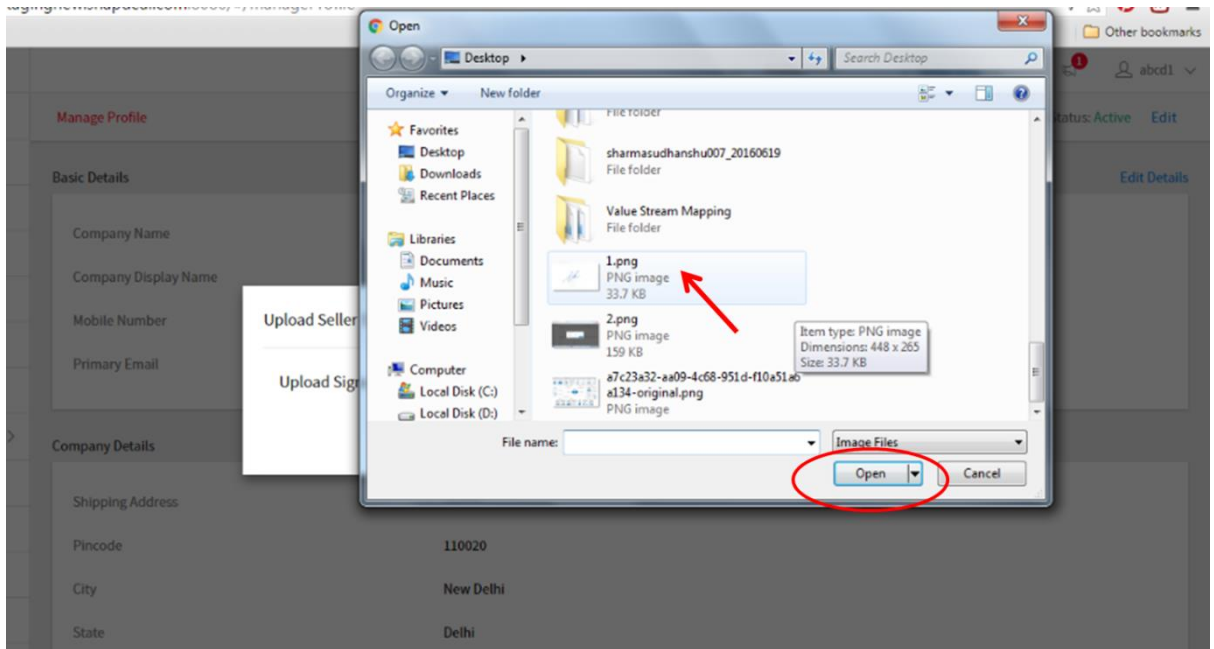 Open
Other bookmarks
Desktop
Search Desktop
1
abcd1
Organize
New folder
Manage Profile
Status: Active
Edit
Favorites
Desktop
Downloads
Recent Places
Libraries
Documents
Music
Pictures
Videos
Computer
Local Disk (C:)
Local Disk (D:)
File folder
sharmasudhanshu007_20160619
File folder
Value Stream Mapping
File folder
1.png
PNG image
33.7 KB
2.png
PNG image
159 KB
a7c23a32-aa09-4c68-951d-f10a51a6
a134-original.png
PNG image
Item type: PNG image
Dimensions: 448 x 265
Size: 33.7 KB
File name:
Image Files
Open
Cancel
Basic Details
Edit Details
Company Name
Company Display Name
Mobile Number
Primary Email
Upload Seller
Upload Sig
Company Details
Shipping Address
Pincode
110020
City
New Delhi
State
Delhi